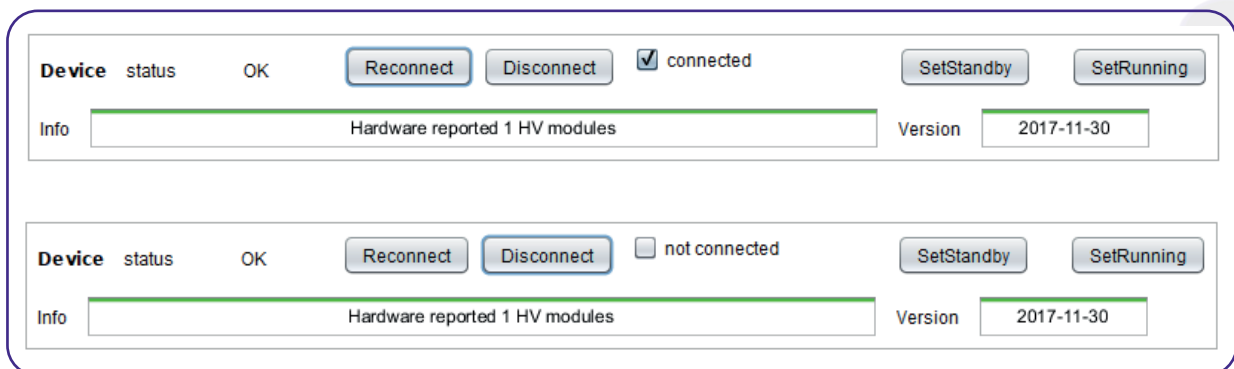 Device status OK Reconnect Disconnect connected SetStandby SetRunning
Info Hardware reported 1 HV modules Version 2017-11-30
Device status OK Reconnect Disconnect not connected SetStandby SetRunning
Info Hardware reported 1 HV modules Version 2017-11-30